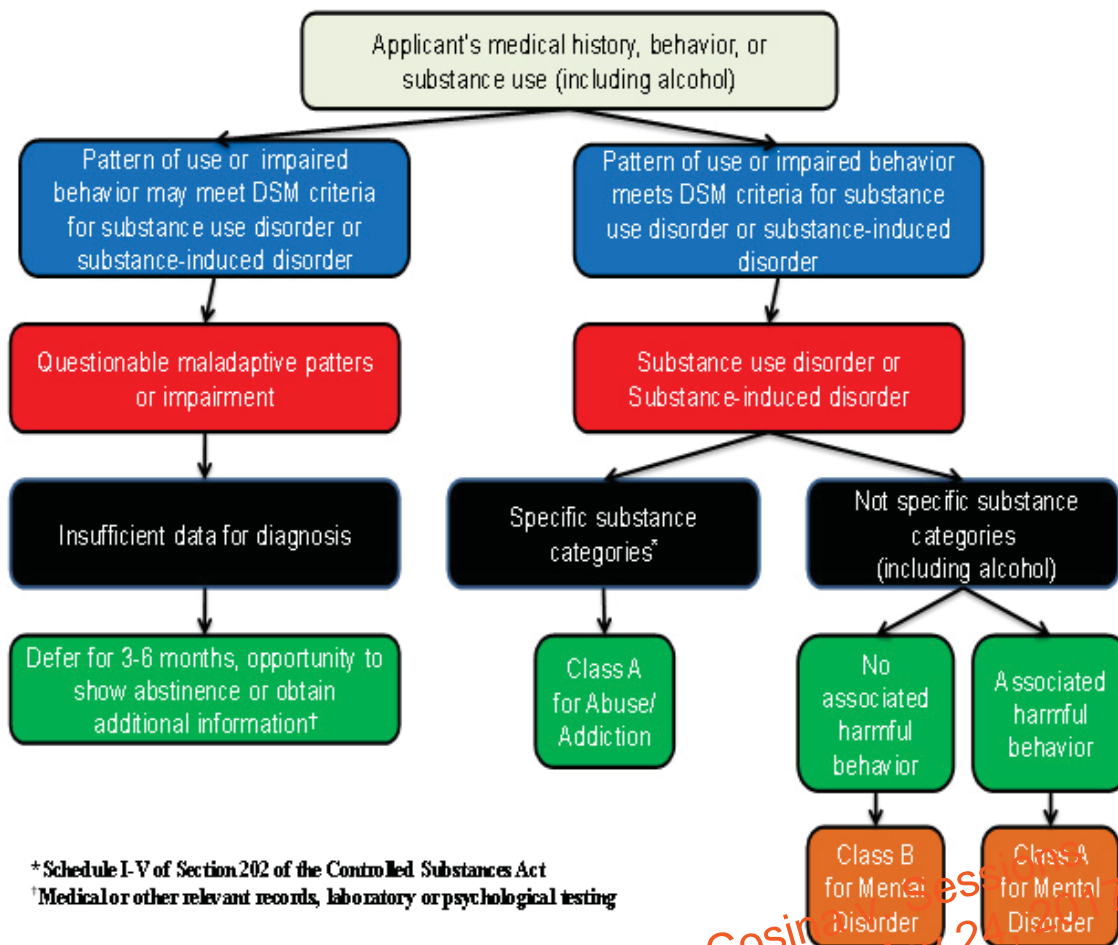 Applicant's medical history, behavior, or
substance use (including alcohol)
Pattern of use or impaired
behavior may meet DSM criteria
for substance use disorder or
substance-induced disorder
Pattern of use or impaired behavior
meets DSM criteria for substance
use disorder or substance-induced
disorder
Questionable maladaptive patters
or impairment
Substance use disorder or
Substance-induced disorder
Insufficient data for diagnosis
Specific substance
categories*
Not specific substance
categories
(including alcohol)
Defer for 3-6 months, opportunity to
show abstinence or obtain
additional information†
Class A
for Abuse/
Addiction
No
associated
harmful
behavior
Associated
harmful
behavior
Class B
for Mental
Disorder
Class A
for Mental
Disorder
*Schedule I-V of Section 202 of the Controlled Substances Act
†Medical or other relevant records, laboratory or psychological testing
Sessions
24, 2017